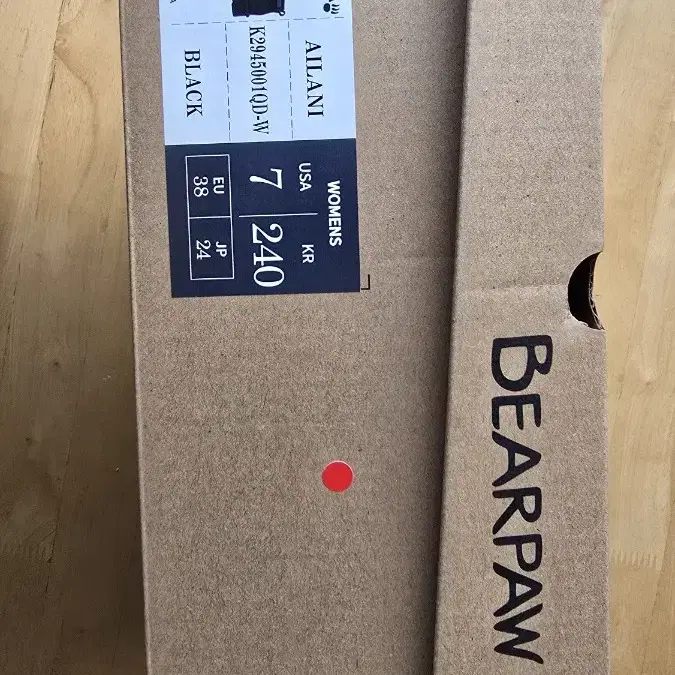 AILANI
K2945001QD-W
BLACK
WOMENS
USA
7
KR
240
EU
38
JP
24
BEARPAW